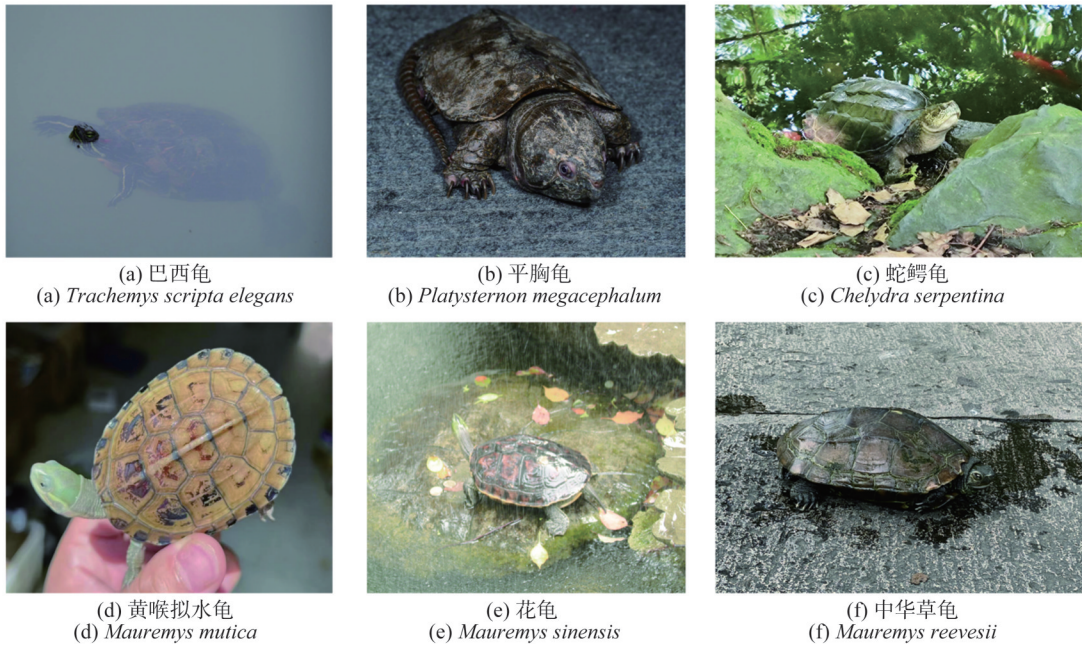 (a) 巴西龟
(a) Trachemys scripta elegans
(b) 平胸龟
(b) Platysternon megacephalum
(c) 蛇鳄龟
(c) Chelydra serpentina
(d) 黄喉拟水龟
(d) Mauremys mutica
(e) 花龟
(e) Mauremys sinensis
(f) 中华草龟
(f) Mauremys reevesii